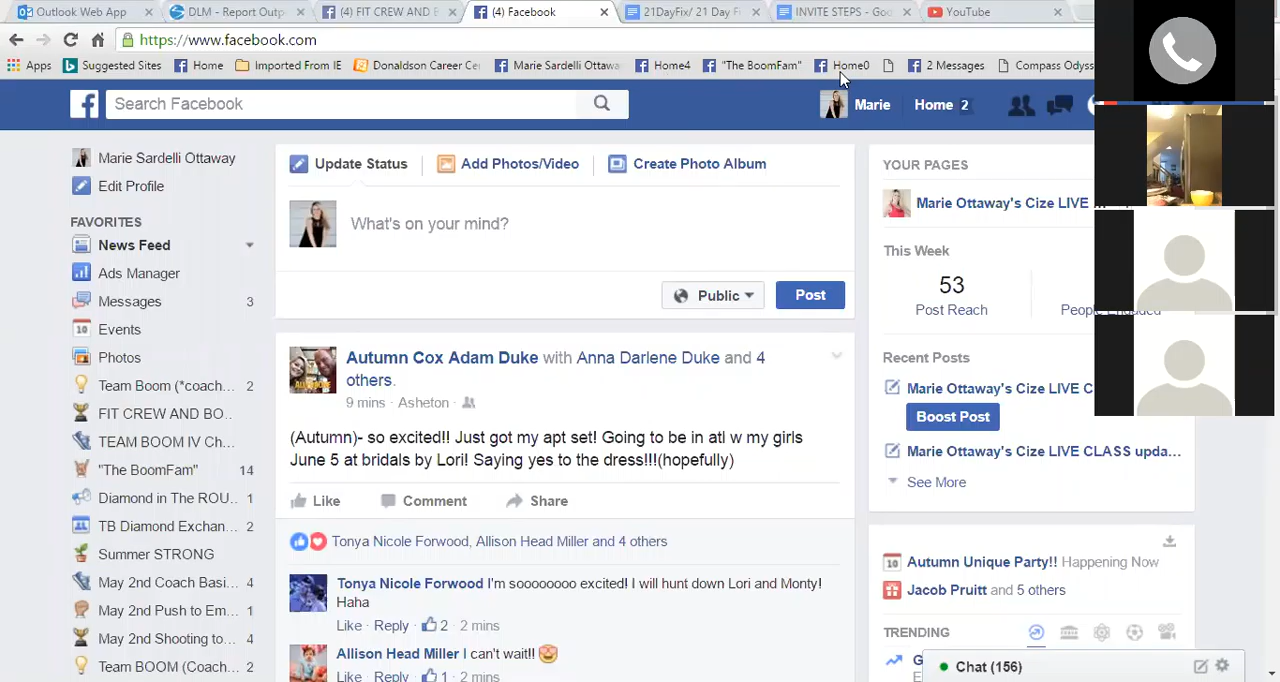 Outlook Web App
DLM - Report Outp
(4) FIT CREW AND B
(4) Facebook
21DayFix/ 21 Day F
INVITE STEPS - Goo
YouTube
https://www.facebook.com
Apps
Suggested Sites
Home
Imported From IE
Donaldson Career Ce
Marie Sardelli Ottawa
Home4
"The BoomFam"
Home0
2 Messages
Compass Odys
Search Facebook
Marie
Home 2
Marie Sardelli Ottaway
Edit Profile
FAVORITES
News Feed
Ads Manager
Messages 3
Events
Photos
Team Boom (*coach... 2
FIT CREW AND BO..
TEAM BOOM IV Ch...
"The BoomFam" 14
Diamond in The ROU.. 1
TB Diamond Exchan... 2
Summer STRONG
May 2nd Coach Basi... 4
May 2nd Push to Em... 1
May 2nd Shooting to... 4
Team BOOM (Coach... 2
Update Status
Add Photos/Video
Create Photo Album
What's on your mind?
Public
Post
Autumn Cox Adam Duke with Anna Darlene Duke and 4
others.
9 mins · Asheton ·
(Autumn)- so excited!! Just got my apt set! Going to be in atl w my girls
June 5 at bridals by Lori! Saying yes to the dress!!!(hopefully)
Like
Comment
Share
Tonya Nicole Forwood, Allison Head Miller and 4 others
Tonya Nicole Forwood I'm soooooooo excited! I will hunt down Lori and Monty!
Haha
Like · Reply · 2 · 2 mins
Allison Head Miller I can't wait!!
Like · Reply · 1 · 2 mins
YOUR PAGES
Marie Ottaway's Cize LIVE
This Week
53
Post Reach
People Engaged
Recent Posts
Marie Ottaway's Cize LIVE C
Boost Post
Marie Ottaway's Cize LIVE CLASS upda...
See More
10 Autumn Unique Party!! Happening Now
Jacob Pruitt and 5 others
TRENDING
G
Chat (156)